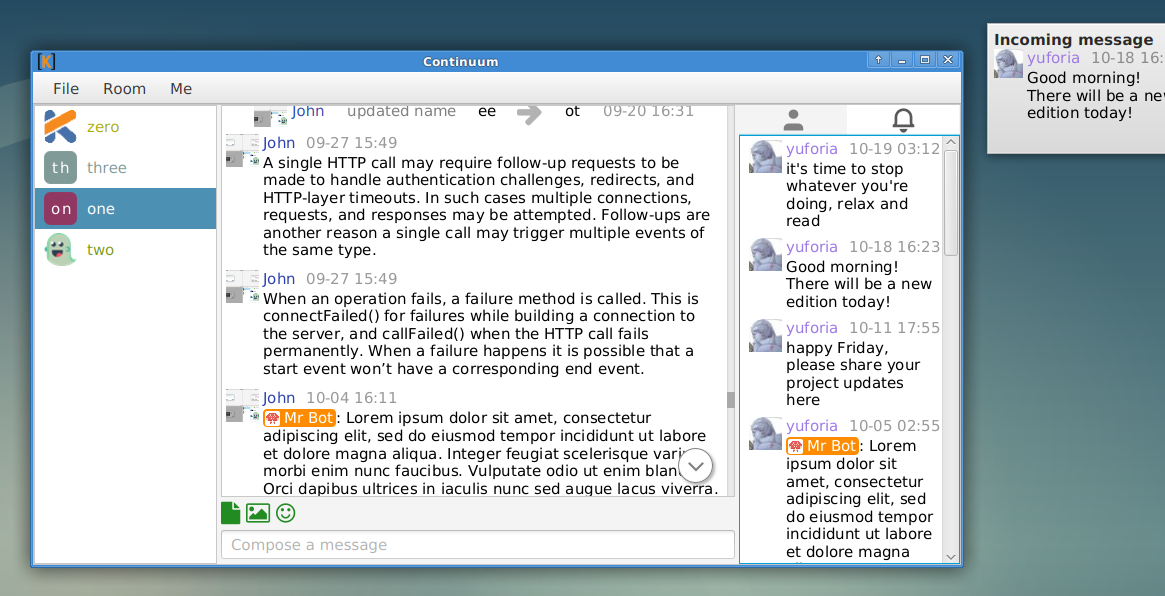 Continuum
File Room Me
zero
th three
on one
two
John updated name ee ot 09-20 16:31
John 09-27 15:49
A single HTTP call may require follow-up requests to be
made to handle authentication challenges, redirects, and
HTTP-layer timeouts. In such cases multiple connections,
requests, and responses may be attempted. Follow-ups are
another reason a single call may trigger multiple events of
the same type.
John 09-27 15:49
When an operation fails, a failure method is called. This is
connectFailed() for failures while building a connection to
the server, and callFailed() when the HTTP call fails
permanently. When a failure happens it is possible that a
start event won’t have a corresponding end event.
John 10-04 16:11
Mr Bot: Lorem ipsum dolor sit amet, consectetur
adipiscing elit, sed do eiusmod tempor incididunt ut labore
et dolore magna aliqua. Integer feugiat scelerisque
morbi enim nunc faucibus. Vulputate odio ut enim
Orci dapibus ultrices in iaculis nunc sed augue lacus viverra.
Compose a message
yuforia 10-19 03:12
it's time to stop
whatever you're
doing, relax and
read
yuforia 10-18 16:23
Good morning!
There will be a new
edition today!
yuforia 10-11 17:55
happy Friday,
please share your
project updates
here
yuforia 10-05 02:55
Mr Bot: Lorem
ipsum dolor sit
amet, consectetur
adipiscing elit, sed
do eiusmod tempor
incididunt ut labore
et dolore magna
Incoming message
yuforia 10-18 16:
Good morning!
There will be a
edition today!